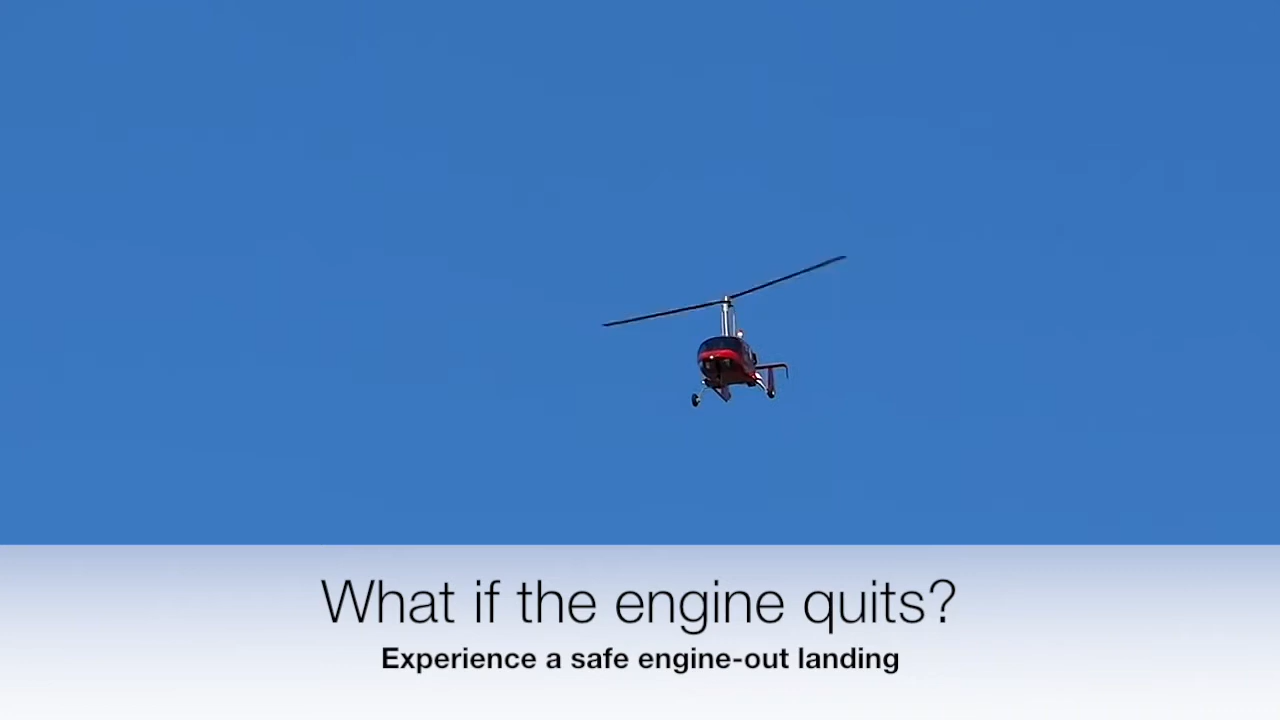 What if the engine quits?
Experience a safe engine-out landing